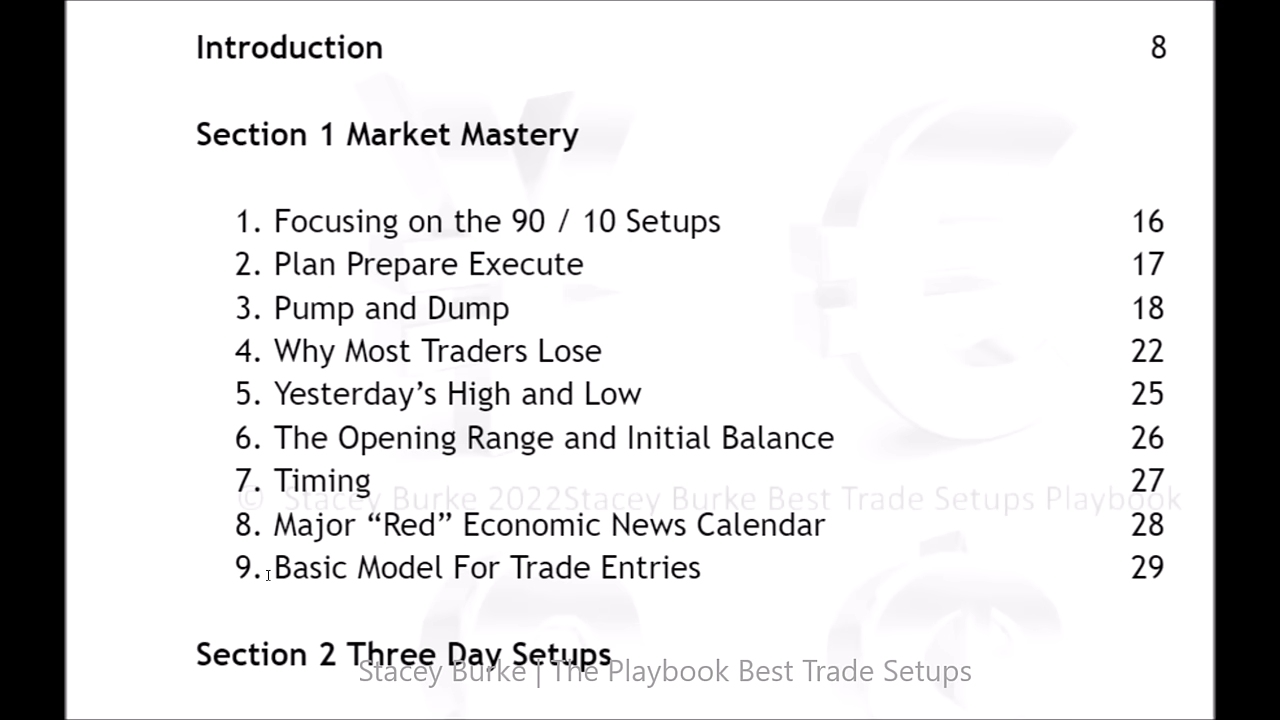 Introduction 8
Section 1 Market Mastery
1. Focusing on the 90 / 10 Setups 16
2. Plan Prepare Execute 17
3. Pump and Dump 18
4. Why Most Traders Lose 22
5. Yesterday’s High and Low 25
6. The Opening Range and Initial Balance 26
7. Timing 27
© Stacey Burke 2022Stacey Burke Best Trade Setups Playbook
8. Major “Red” Economic News Calendar 28
9. Basic Model For Trade Entries 29
Section 2 Three Day Setups
Stacey Burke | The Playbook Best Trade Setups